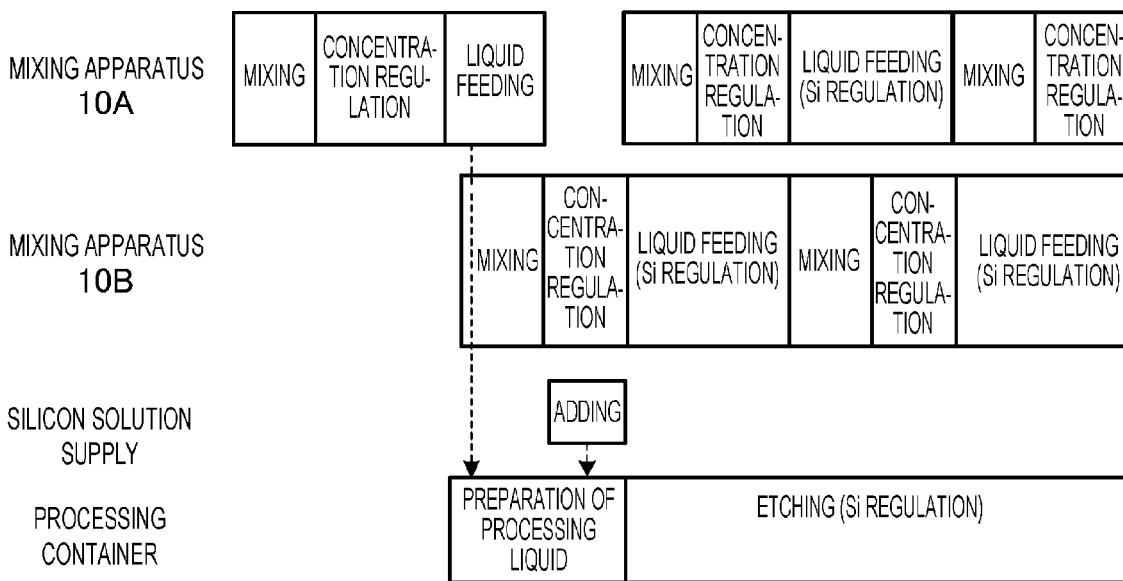 MIXING APPARATUS
10A
MIXING
CONCENTRA-
TION REGU-
LATION
LIQUID
FEEDING
MIXING
CONCEN-
TRATION
REGULA-
TION
LIQUID FEEDING
(Si REGULATION)
MIXING
CONCEN-
TRATION
REGULA-
TION
MIXING APPARATUS
10B
MIXING
CON-
CENTRA-
TION
REGULA-
TION
LIQUID FEEDING
(Si REGULATION)
MIXING
CON-
CENTRA-
TION
REGULA-
TION
LIQUID FEEDING
(Si REGULATION)
SILICON SOLUTION
SUPPLY
ADDING
PROCESSING
CONTAINER
PREPARATION OF
PROCESSING
LIQUID
ETCHING (Si REGULATION)